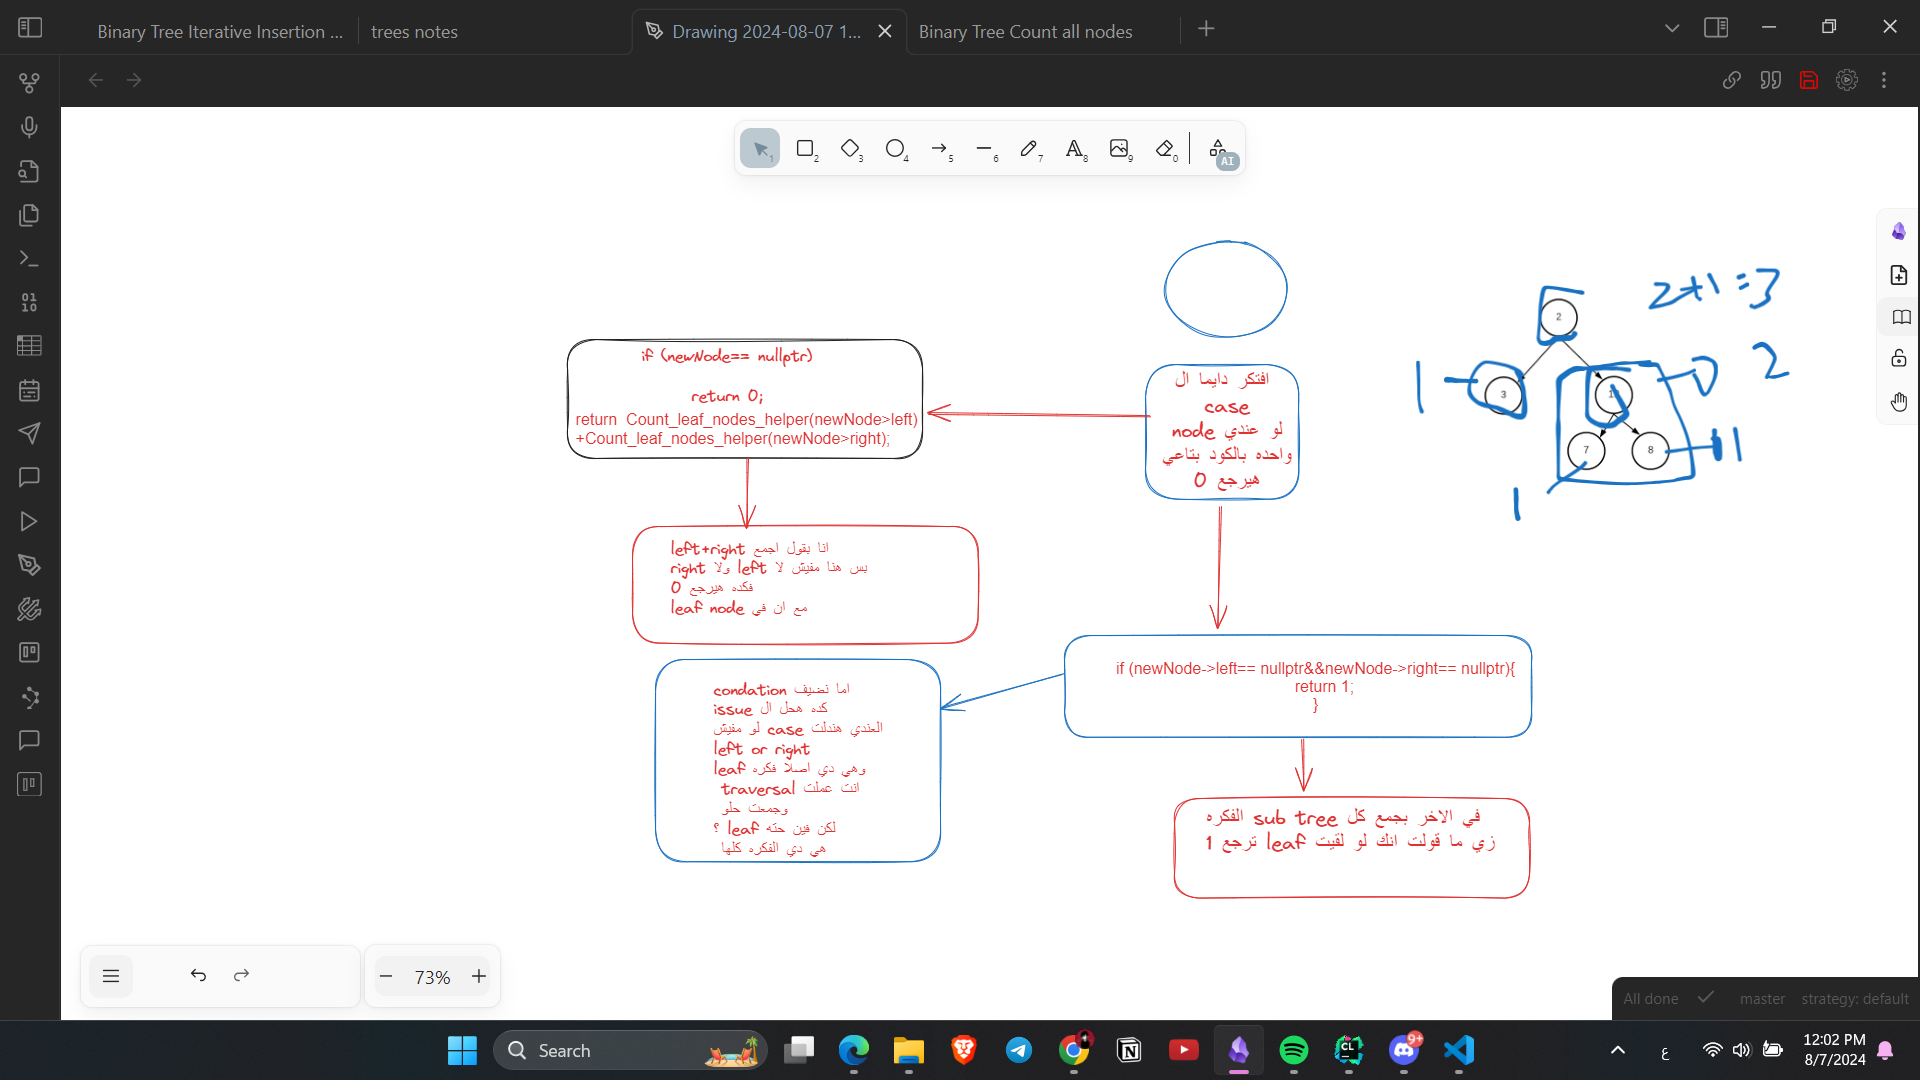 Binary Tree Iterative Insertion ...
trees notes
Drawing 2024-08-07 1...
Binary Tree Count all nodes
1
2
3
4
5
6
7
8
9
0
AI
if (newNode== nullptr)
return 0;
return Count_leaf_nodes_helper(newNode>left)
+Count_leaf_nodes_helper(newNode>right);
افتكر دايما ال
case
لو عندي node
واحده بالكود بتاعي
هيرجع 0
انا بقول اجمع left+right
بس هنا مفيش لا left ولا right
فكده هيرجع 0
مع ان في leaf node
if (newNode->left== nullptr&&newNode->right== nullptr){
return 1;
}
اما نضيف condation
كده هحل ال issue
العندي هندلت case لو مفيش
left or right
وهي دي اصلا فكره leaf
انت عملت traversal
وجمعت حلو
لكن فين حته leaf ؟
هي دي الفكره كلها
في الاخر بجمع كل sub tree الفكره
زي ما قولت انك لو لقيت leaf ترجع 1
2+1=3
2
3
7
8
1
1
0
2
73%
All done
master
strategy: default
Search
CL
9+
ع
12:02 PM
8/7/2024